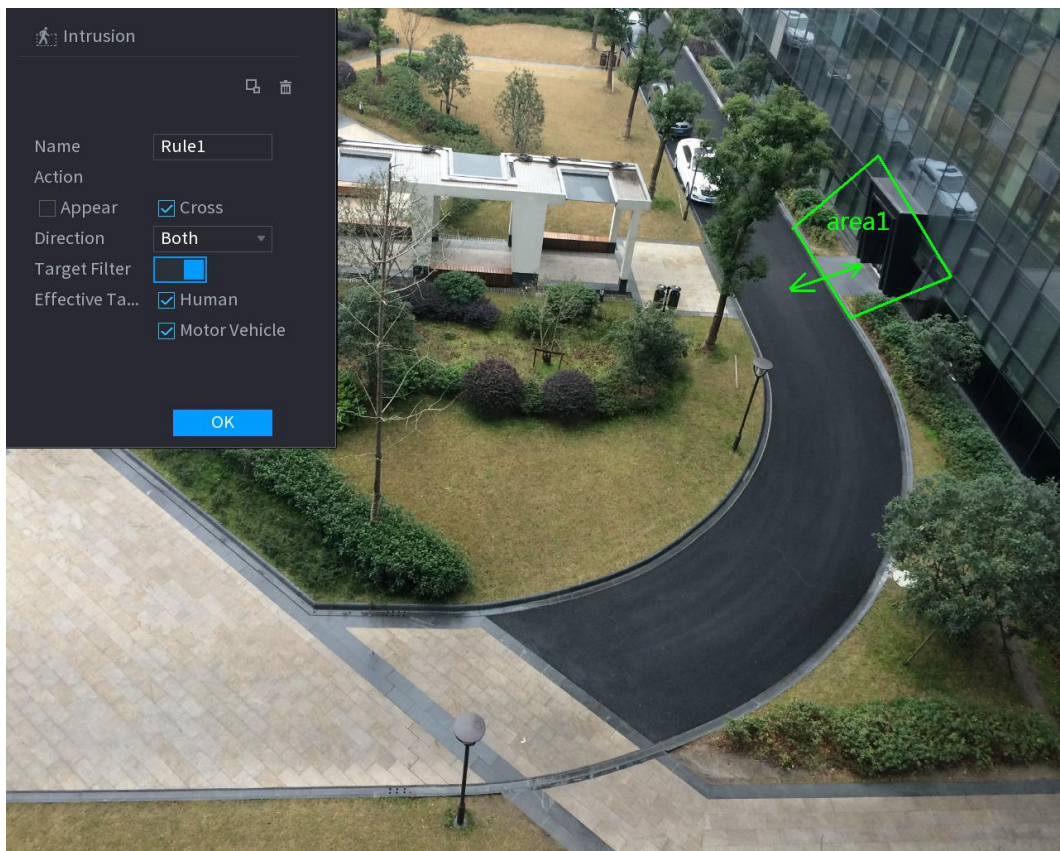 Intrusion
Name Rule1
Action
Appear Cross
Direction Both
Target Filter
Effective Ta... Human
Motor Vehicle
OK
area1